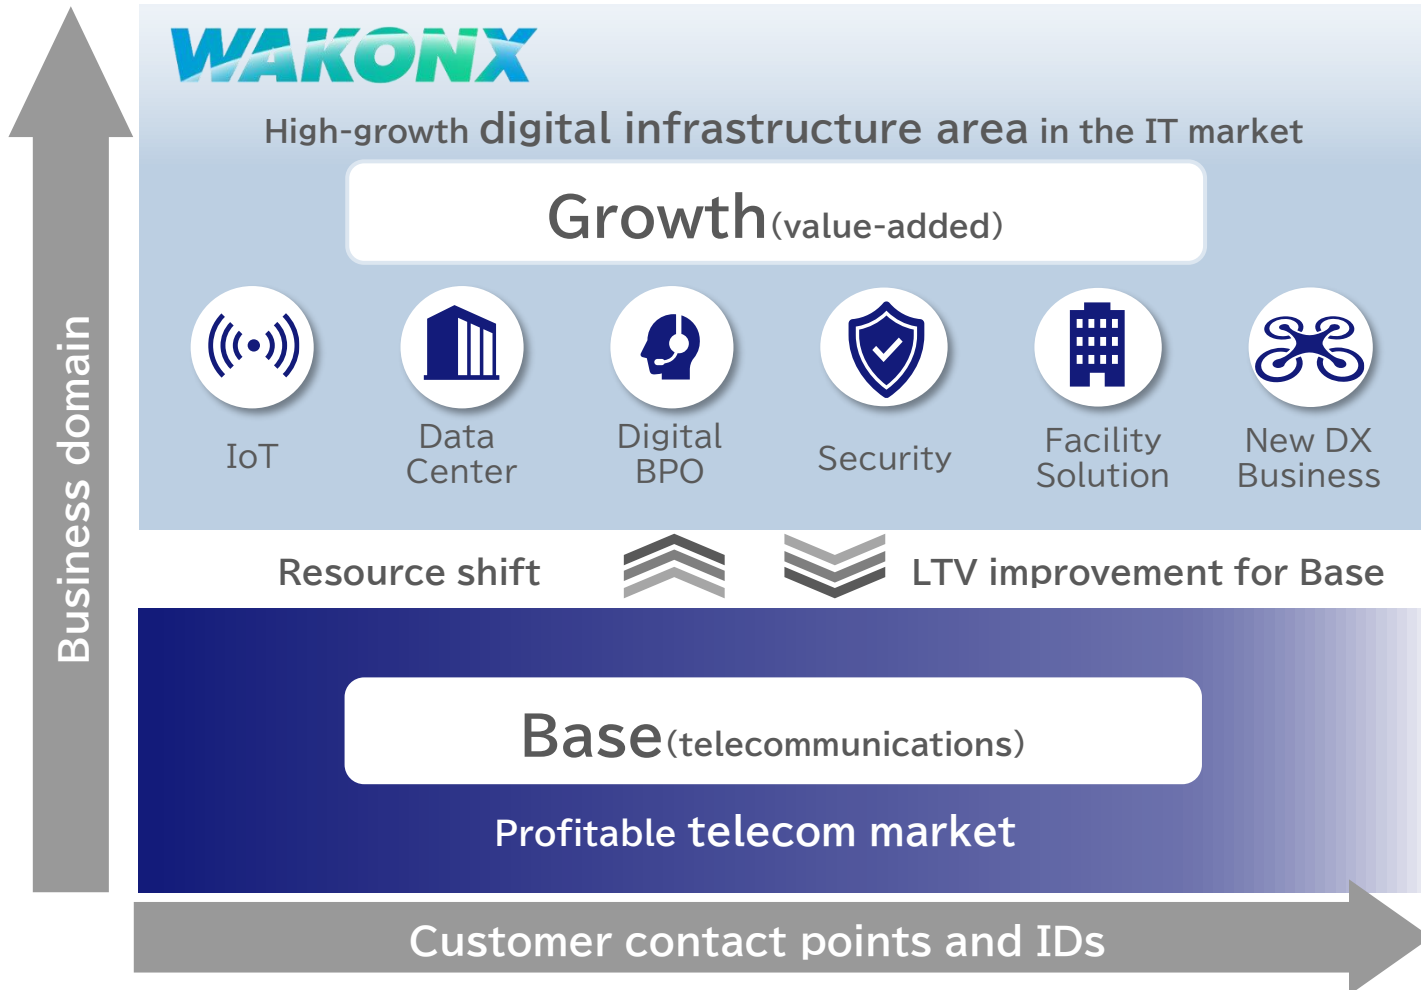 WAKONX
High-growth digital infrastructure area in the IT market
Growth(value-added)
IoT
Data
Center
Digital
BPO
Security
Facility
Solution
New DX
Business
Resource shift
LTV improvement for Base
Base(telecommunications)
Profitable telecom market
Business domain
Customer contact points and IDs